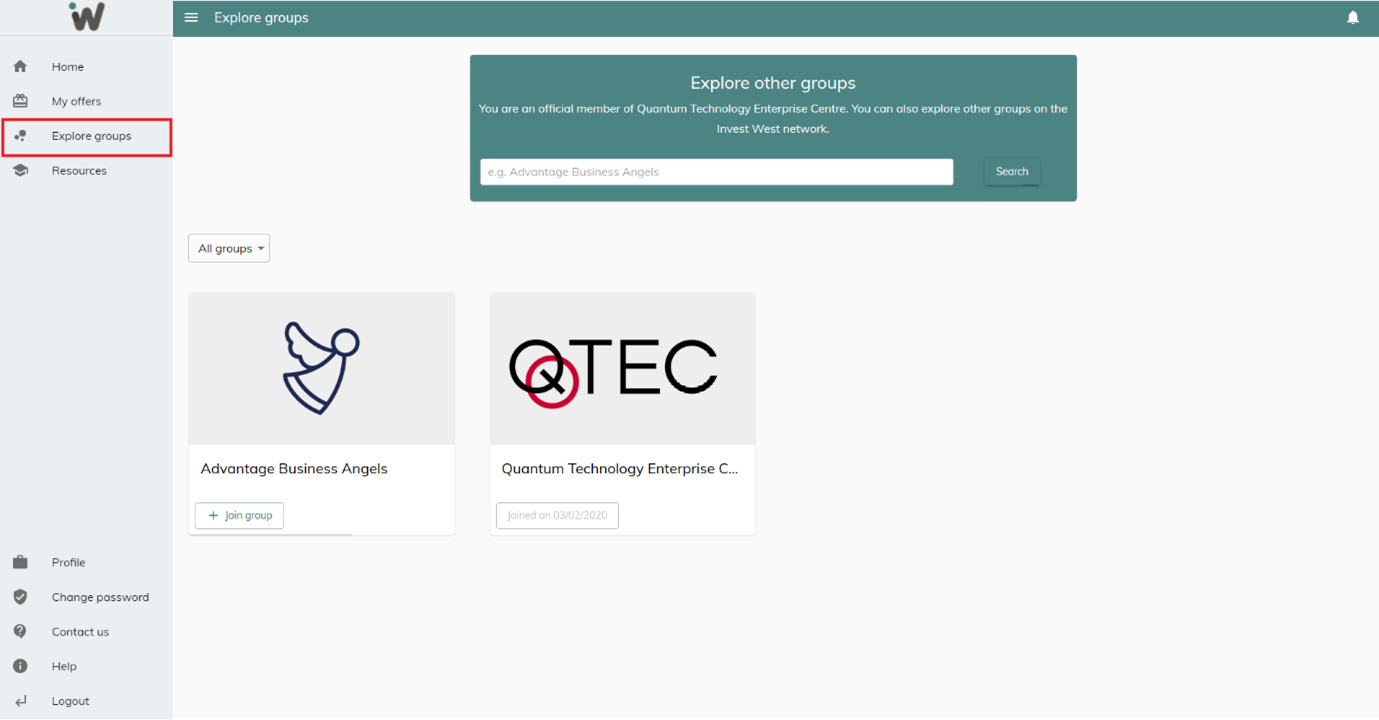 Explore groups
Home
My offers
Explore groups
Resources
Profile
Change password
Contact us
Help
Logout
Explore other groups
You are an official member of Quantum Technology Enterprise Centre. You can also explore other groups on the
Invest West network.
e.g. Advantage Business Angels
Search
All groups
Advantage Business Angels
+ Join group
QTEC
Quantum Technology Enterprise C...
Joined on 03/02/2020